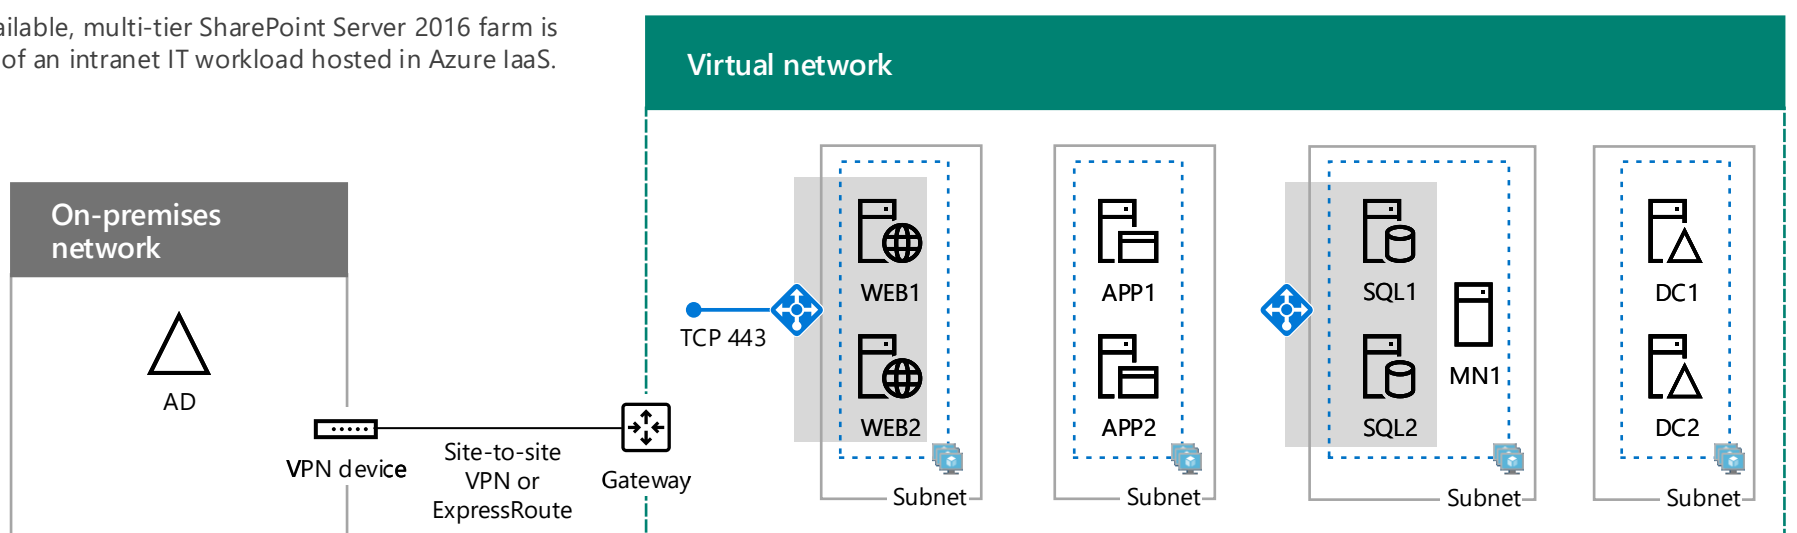 multi-tier SharePoint Server 2016 farm is
of an intranet IT workload hosted in Azure IaaS.
Virtual network
On-premises
network
AD
VPN device
Site-to-site
VPN or
ExpressRoute
Gateway
TCP 443
WEB1
WEB2
Subnet
APP1
APP2
Subnet
SQL1
SQL2
MN1
Subnet
DC1
DC2
Subnet